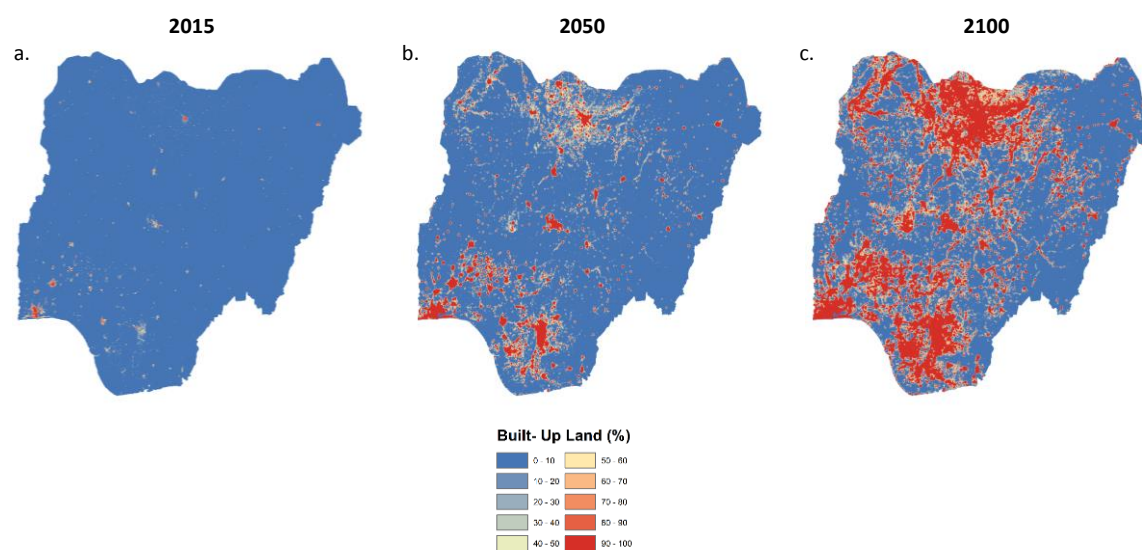 2015 2050 2100
a. b. c.
Built- Up Land (%)
0 - 10 50 - 60
10 - 20 60 - 70
20 - 30 70 - 80
30 - 40 80 - 90
40 - 50 90 - 100